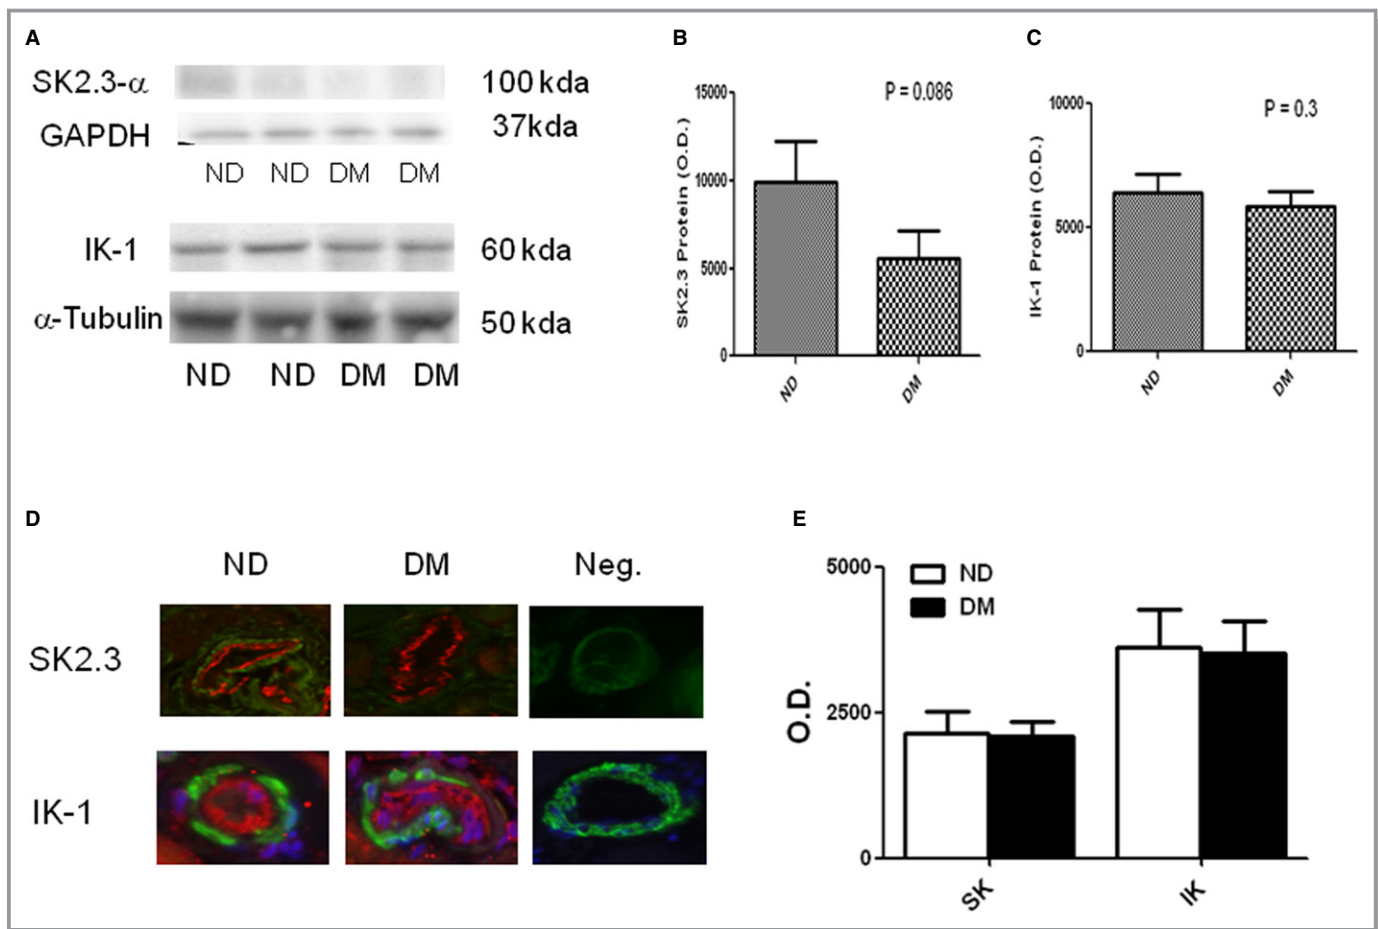 A
SK2.3-α 100 kda
GAPDH 37kda
ND ND DM DM
IK-1 60 kda
α-Tubulin 50 kda
ND ND DM DM
B
P = 0.086
SK2.3 Protein (O.D.)
15000
10000
5000
0
ND DM
C
P = 0.3
IK-1 Protein (O.D.)
10000
5000
0
ND DM
D
ND DM Neg.
SK2.3
IK-1
E
ND
DM
O.D.
5000
2500
0
SK IK